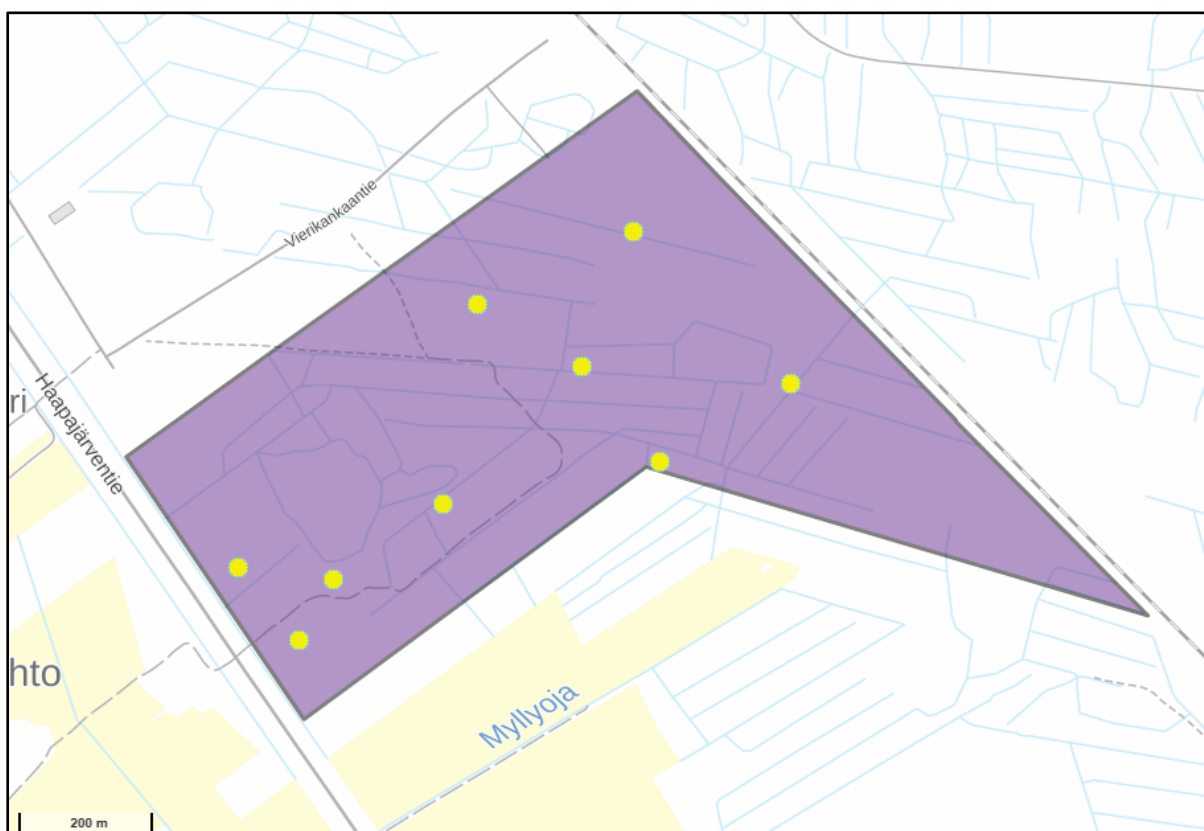 Vierikankaantie
ri
Haapajärventie
hto
Myllyoja
200 m